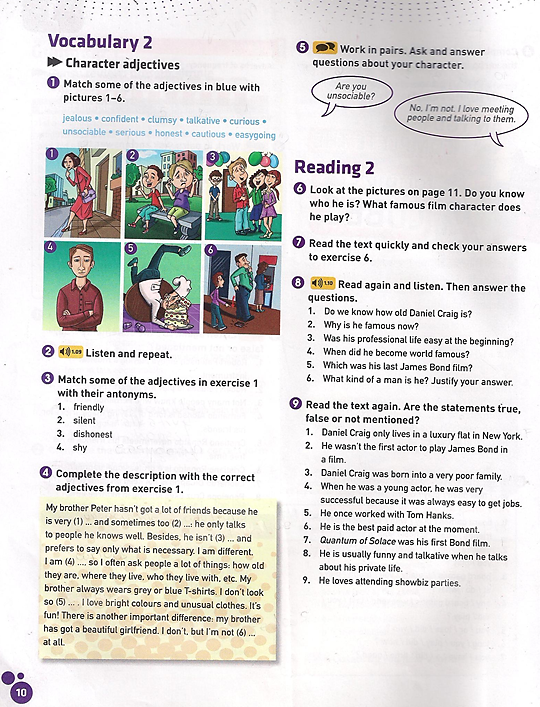 Vocabulary 2
Character adjectives
1 Match some of the adjectives in blue with
pictures 1–6.
jealous • confident • clumsy • talkative • curious •
unsociable • serious • honest • cautious • easygoing
1
2
3
4
5
6
2 1.09 Listen and repeat.
3 Match some of the adjectives in exercise 1
with their antonyms.
1. friendly
2. silent
3. dishonest
4. shy
4 Complete the description with the correct
adjectives from exercise 1.
My brother Peter hasn't got a lot of friends because he
is very (1) ... and sometimes too (2) ...: he only talks
to people he knows well. Besides, he isn't (3) ... and
prefers to say only what is necessary. I am different,
I am (4) ..., so I often ask people a lot of things: how old
they are, where they live, who they live with, etc. My
brother always wears grey or blue T-shirts. I don't look
so (5) ... . I love bright colours and unusual clothes. It's
fun! There is another important difference: my brother
has got a beautiful girlfriend. I don't, but I'm not (6) ...
at all.
10
5 Work in pairs. Ask and answer
questions about your character.
Are you
unsociable?
No, I'm not. I love meeting
people and talking to them.
Reading 2
6 Look at the pictures on page 11. Do you know
who he is? What famous film character does
he play?
7 Read the text quickly and check your answers
to exercise 6.
8 1.10 Read again and listen. Then answer the
questions.
1. Do we know how old Daniel Craig is?
2. Why is he famous now?
3. Was his professional life easy at the beginning?
4. When did he become world famous?
5. Which was his last James Bond film?
6. What kind of a man is he? Justify your answer.
9 Read the text again. Are the statements true,
false or not mentioned?
1. Daniel Craig only lives in a luxury flat in New York.
2. He wasn't the first actor to play James Bond in
a film.
3. Daniel Craig was born into a very poor family.
4. When he was a young actor, he was very
successful because it was always easy to get jobs.
5. He once worked with Tom Hanks.
6. He is the best paid actor at the moment.
7. Quantum of Solace was his first Bond film.
8. He is usually funny and talkative when he talks
about his private life.
9. He loves attending showbiz parties.